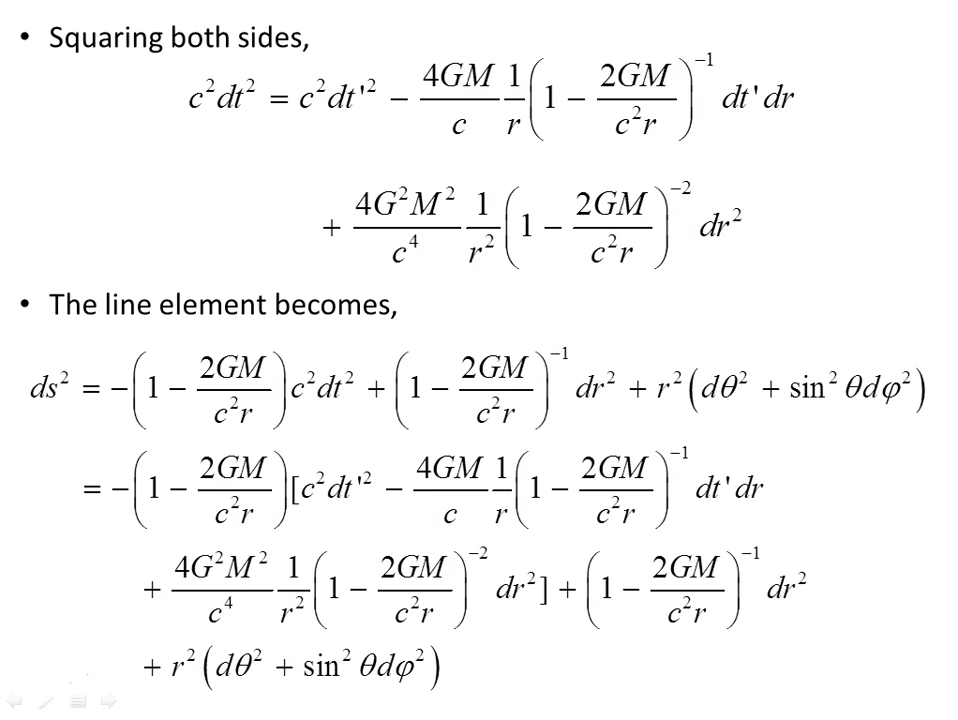 • Squaring both sides,
c²dt² = c²dt'² − (4GM/c)(1/r)(1 − 2GM/c²r)⁻¹ dt'dr
+ (4G²M²/c⁴)(1/r²)(1 − 2GM/c²r)⁻² dr²
• The line element becomes,
ds² = −(1 − 2GM/c²r)c²dt² + (1 − 2GM/c²r)⁻¹ dr² + r²(dθ² + sin²θdφ²)
= −(1 − 2GM/c²r)[c²dt'² − (4GM/c)(1/r)(1 − 2GM/c²r)⁻¹ dt'dr
+ (4G²M²/c⁴)(1/r²)(1 − 2GM/c²r)⁻² dr²] + (1 − 2GM/c²r)⁻¹ dr²
+ r²(dθ² + sin²θdφ²)